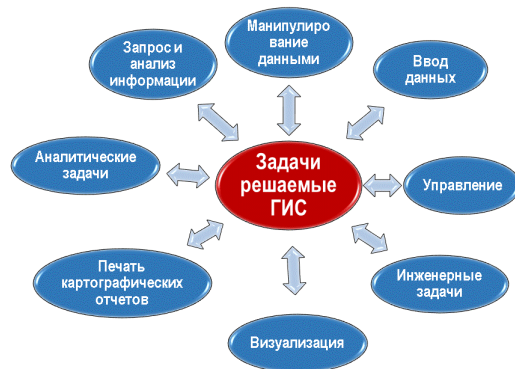 Манипулиро
вание
данными
Запрос и
анализ
информации
Ввод
данных
Аналитические
задачи
Задачи
решаемые
ГИС
Управление
Печать
картографических
отчетов
Инженерные
задачи
Визуализация